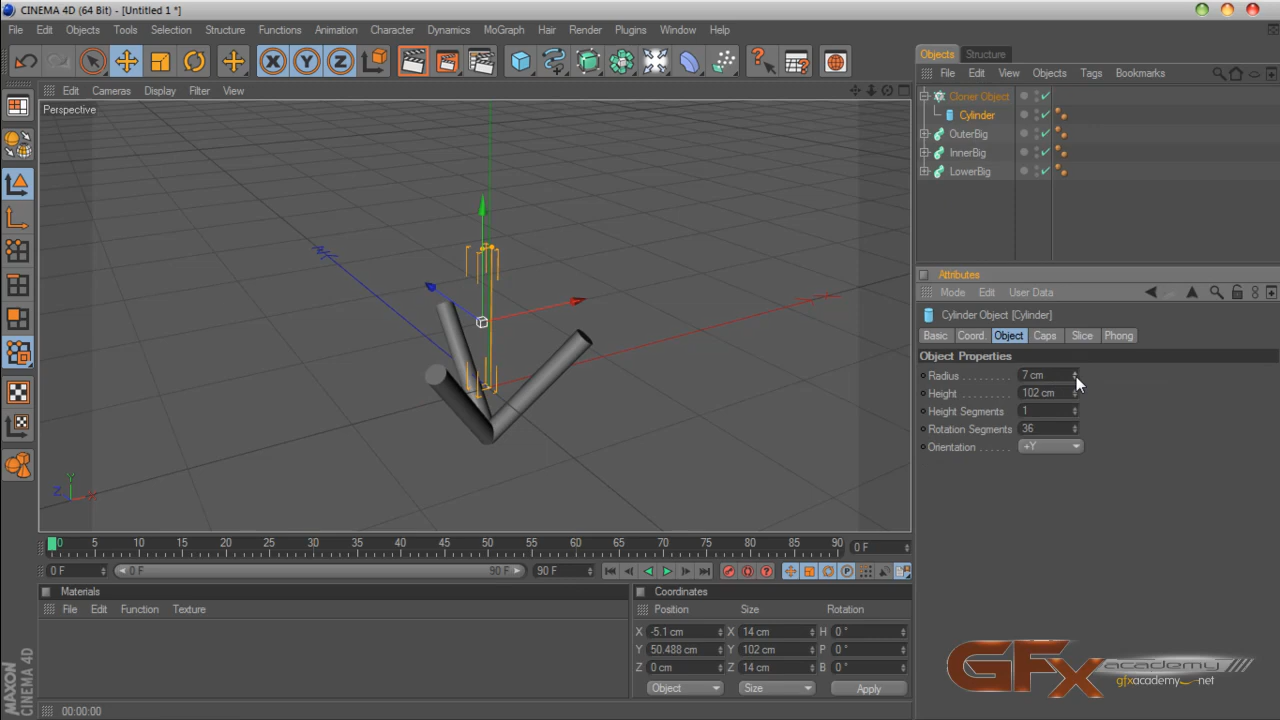 CINEMA 4D (64 Bit) - [Untitled 1 *]
File Edit Objects Tools Selection Structure Functions Animation Character Dynamics MoGraph Hair Render Plugins Window Help
Edit Cameras Display Filter View
Perspective
Objects Structure
File Edit View Objects Tags Bookmarks
Cloner Object
Cylinder
OuterBig
InnerBig
LowerBig
Attributes
Mode Edit User Data
Cylinder Object [Cylinder]
Basic Coord. Object Caps Slice Phong
Object Properties
Radius . . . . . . . . . 7 cm
Height . . . . . . . . . 102 cm
Height Segments 1
Rotation Segments 36
Orientation . . . . . . +Y
Y
Z X
0 5 10 15 20 25 30 35 40 45 50 55 60 65 70 75 80 85 90 0 F
0 F 0 F 90 F 90 F
Materials
File Edit Function Texture
Coordinates
Position Size Rotation
X -5.1 cm X 14 cm H 0 °
Y 50.488 cm Y 102 cm P 0 °
Z 0 cm Z 14 cm B 0 °
Object Size Apply
MAXON
CINEMA 4D
00:00:00
GFx academy
gfxacademy.net